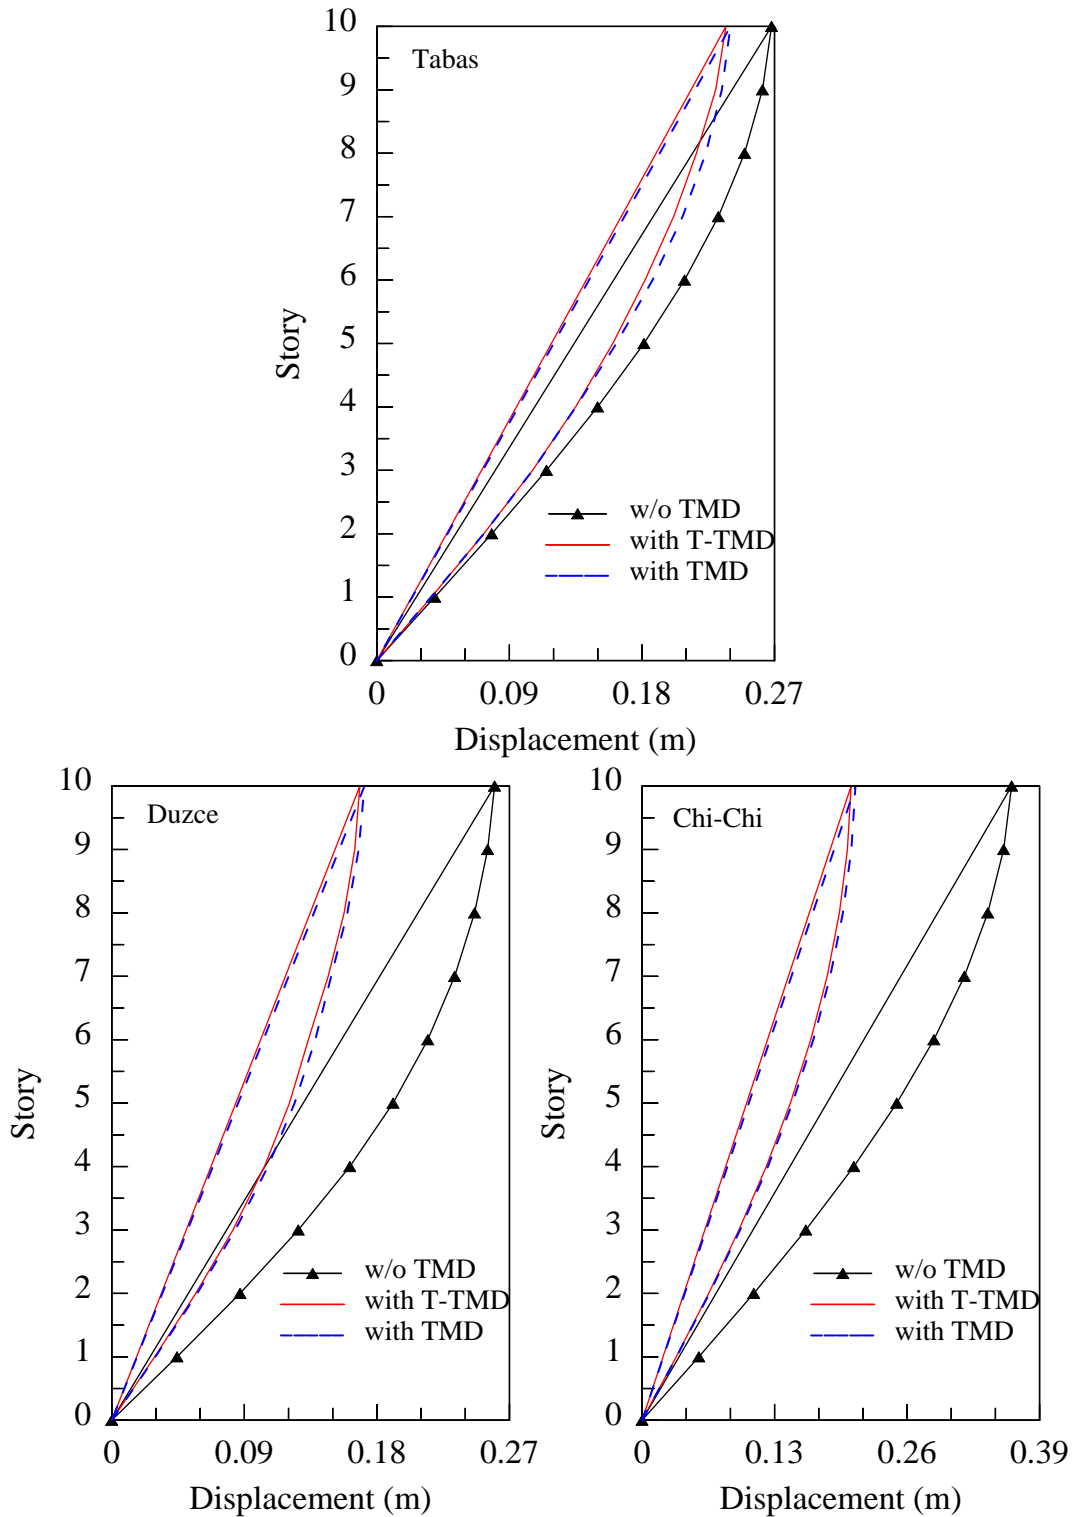 10
Tabas
9
8
7
6
5
4
3
2
1
0
Story
w/o TMD
with T-TMD
with TMD
0 0.09 0.18 0.27
Displacement (m)
10
Duzce
9
8
7
6
5
4
3
2
1
0
Story
w/o TMD
with T-TMD
with TMD
0 0.09 0.18 0.27
Displacement (m)
10
Chi-Chi
9
8
7
6
5
4
3
2
1
0
Story
w/o TMD
with T-TMD
with TMD
0 0.13 0.26 0.39
Displacement (m)